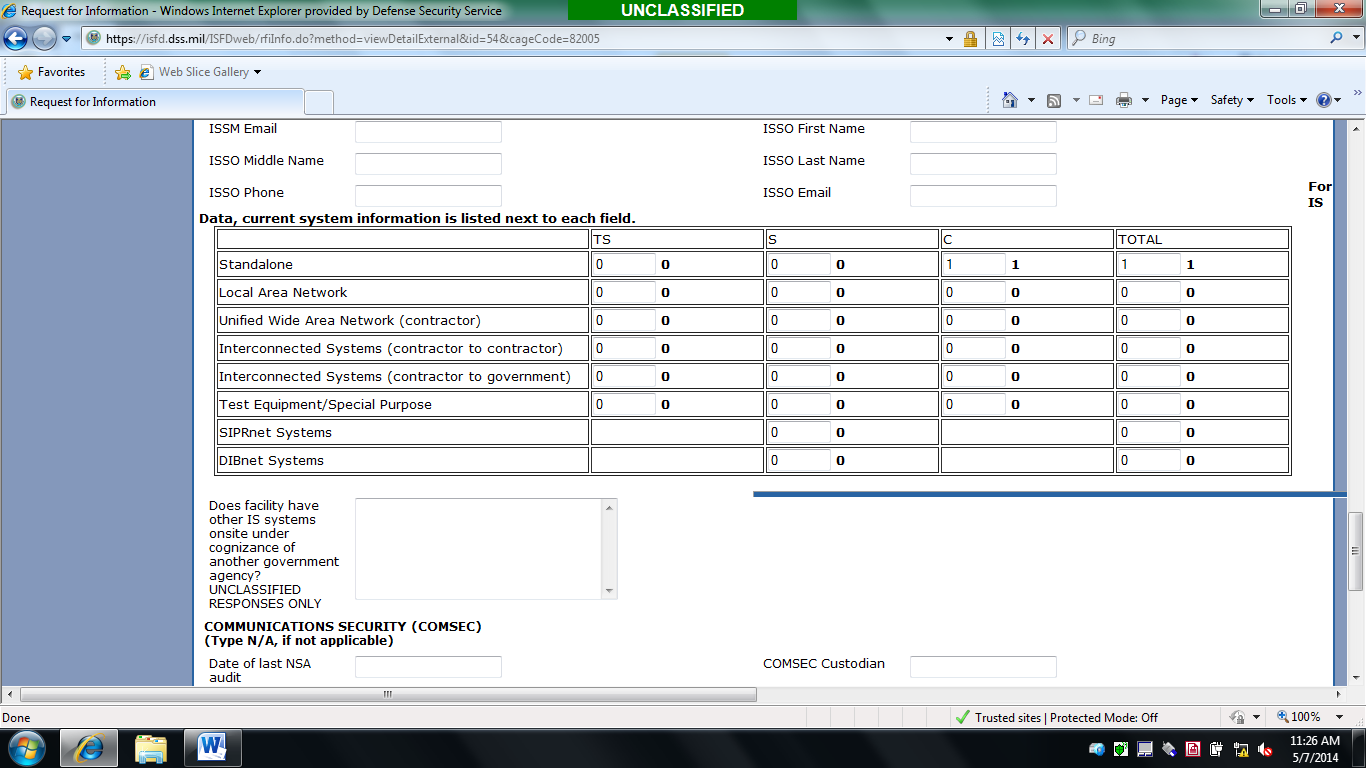 Request for Information - Windows Internet Explorer provided by Defense Security Service
UNCLASSIFIED
https://isfd.dss.mil/ISFDweb/rfiInfo.do?method=viewDetailExternal&id=54&cageCode=82005
Bing
Favorites
Web Slice Gallery
Request for Information
Page Safety Tools
ISSM Email ISSO First Name
ISSO Middle Name ISSO Last Name
ISSO Phone ISSO Email
For
IS
Data, current system information is listed next to each field.
TS S C TOTAL
Standalone 0 0 0 0 1 1 1 1
Local Area Network 0 0 0 0 0 0 0 0
Unified Wide Area Network (contractor) 0 0 0 0 0 0 0 0
Interconnected Systems (contractor to contractor) 0 0 0 0 0 0 0 0
Interconnected Systems (contractor to government) 0 0 0 0 0 0 0 0
Test Equipment/Special Purpose 0 0 0 0 0 0 0 0
SIPRnet Systems 0 0 0 0
DIBnet Systems 0 0 0 0
Does facility have
other IS systems
onsite under
cognizance of
another government
agency?
UNCLASSIFIED
RESPONSES ONLY
COMMUNICATIONS SECURITY (COMSEC)
(Type N/A, if not applicable)
Date of last NSA
audit
COMSEC Custodian
Done
Trusted sites | Protected Mode: Off
100%
11:26 AM
5/7/2014